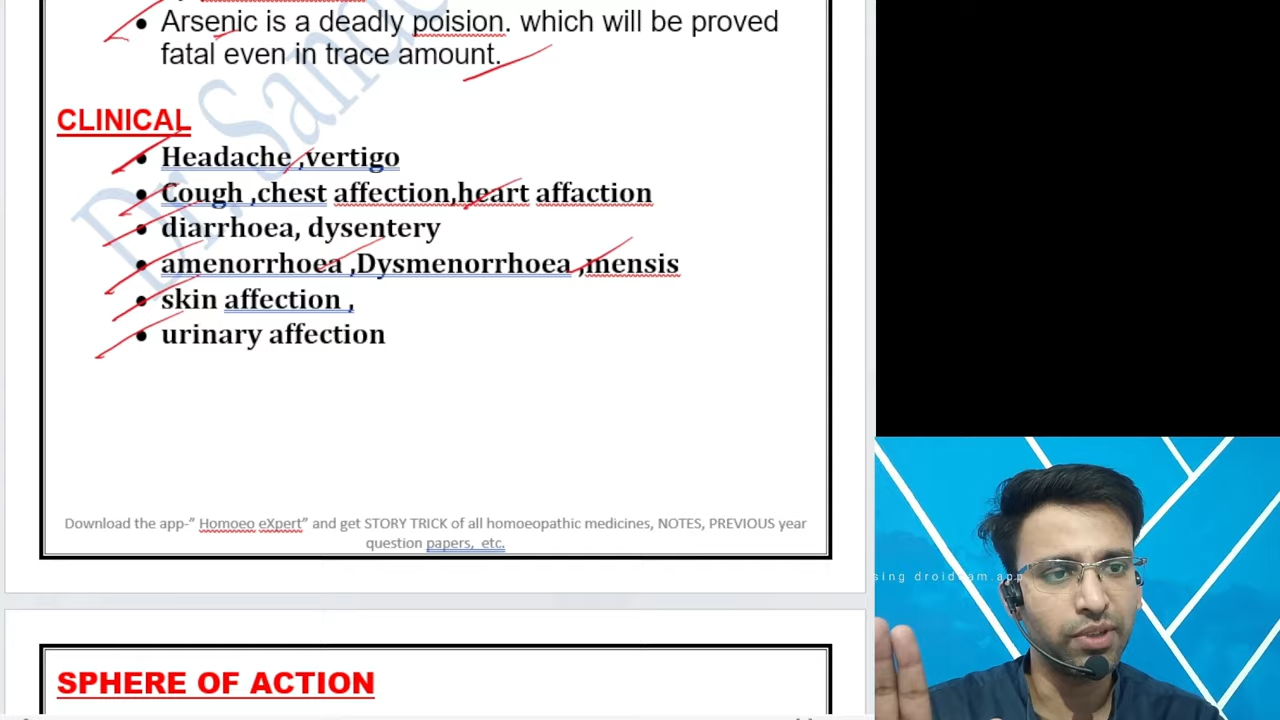 Arsenic is a deadly poision. which will be proved
fatal even in trace amount.
CLINICAL
Headache ,vertigo
Cough ,chest affection,heart affaction
diarrhoea, dysentery
amenorrhoea ,Dysmenorrhoea ,mensis
skin affection ,
urinary affection
Download the app-” Homoeo eXpert” and get STORY TRICK of all homoeopathic medicines, NOTES, PREVIOUS year
question papers, etc.
SPHERE OF ACTION
Dr.